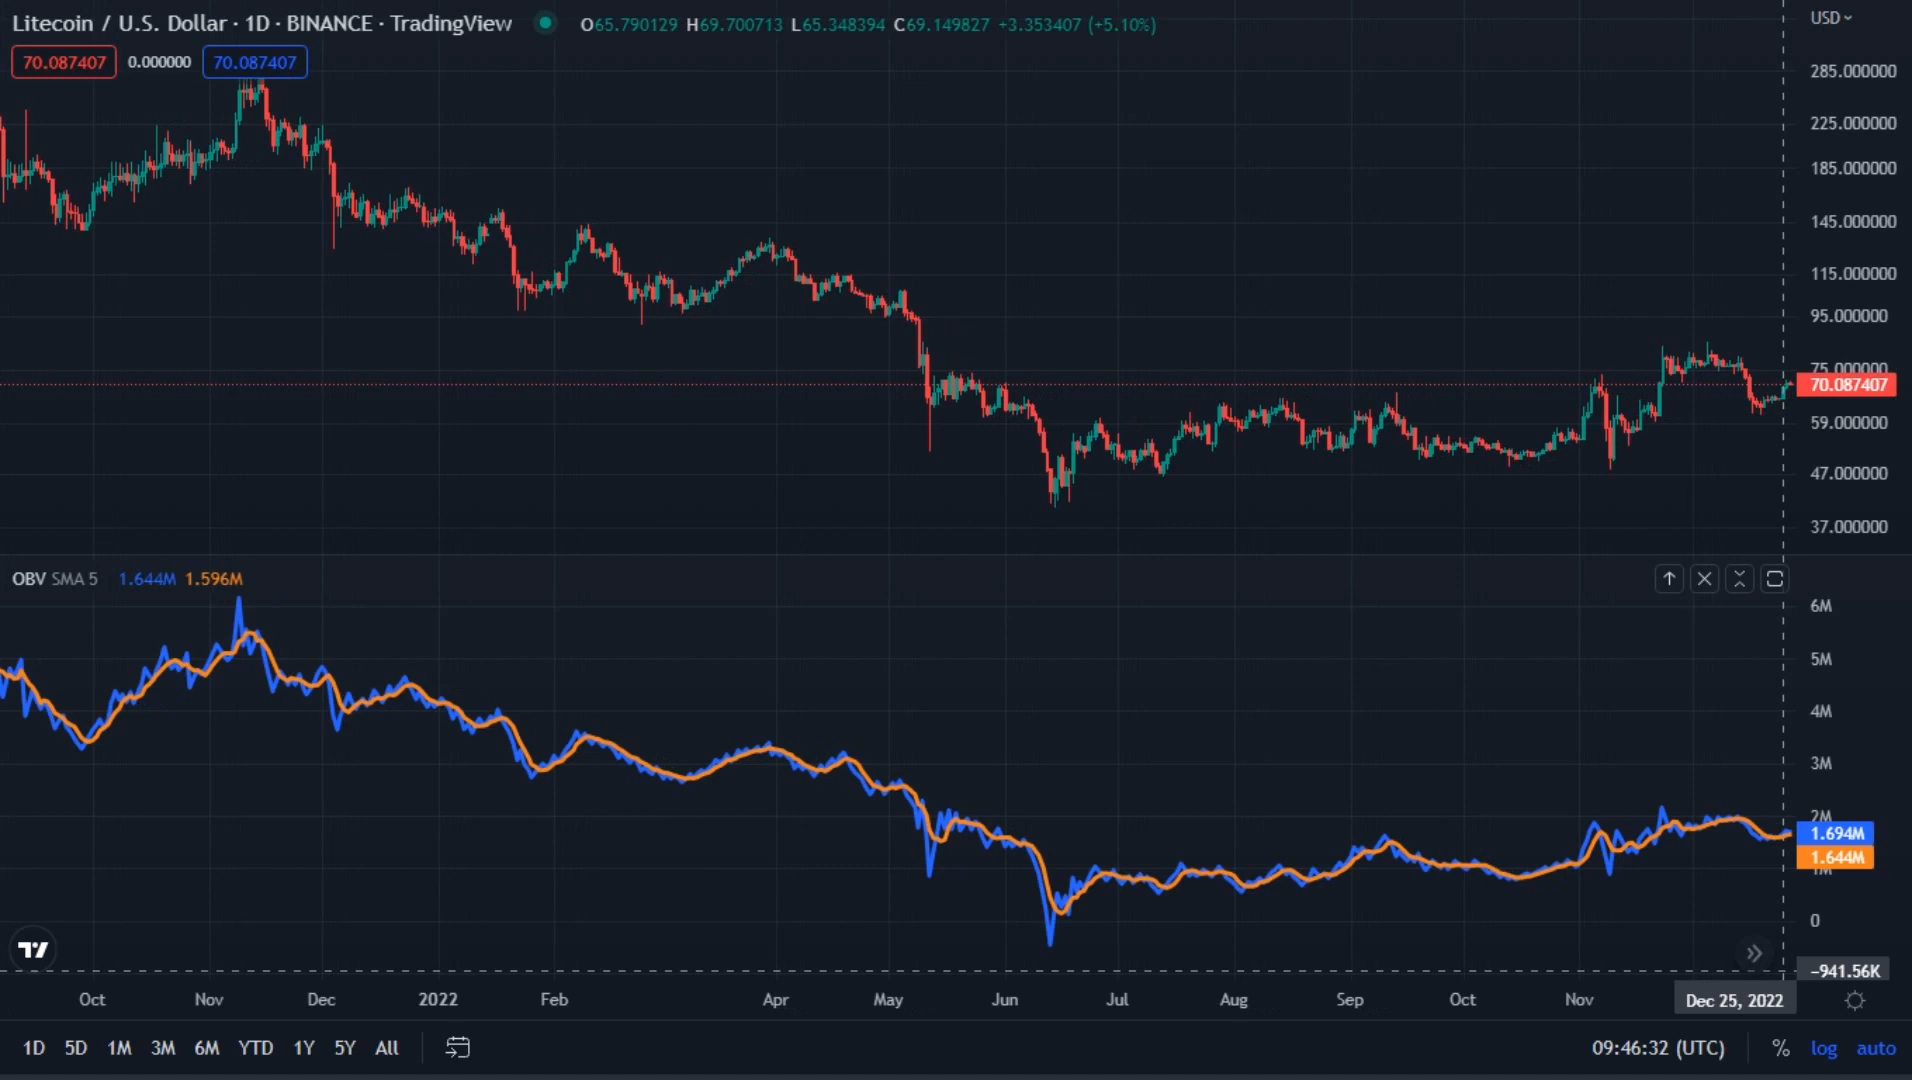 Litecoin / U.S. Dollar · 1D · BINANCE · TradingView O65.790129 H69.700713 L65.348394 C69.149827 +3.353407 (+5.10%)
USD
70.087407 0.000000 70.087407
285.000000
225.000000
185.000000
145.000000
115.000000
95.000000
75.000000
70.087407
59.000000
47.000000
37.000000
OBV SMA 5 1.644M 1.596M
6M
5M
4M
3M
2M
1.694M
1.644M
1M
0
−941.56K
Oct Nov Dec 2022 Feb Apr May Jun Jul Aug Sep Oct Nov Dec 25, 2022
1D 5D 1M 3M 6M YTD 1Y 5Y All 09:46:32 (UTC) % log auto